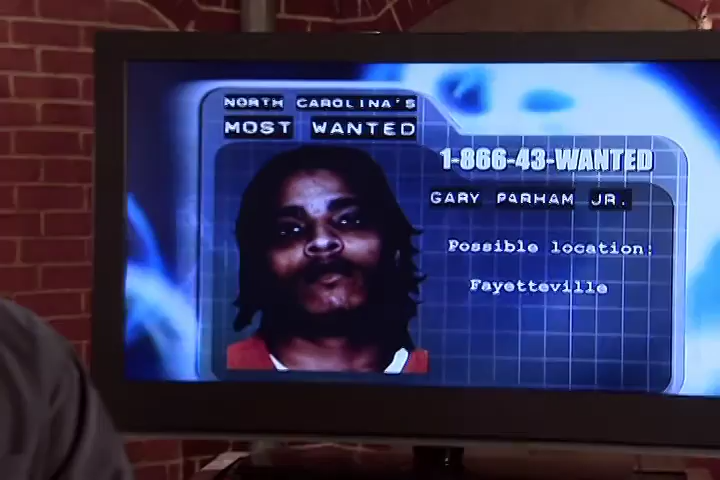 NORTH CAROLINA'S
MOST WANTED
1-866-43-WANTED
GARY PARHAM JR.
Possible location:
Fayetteville